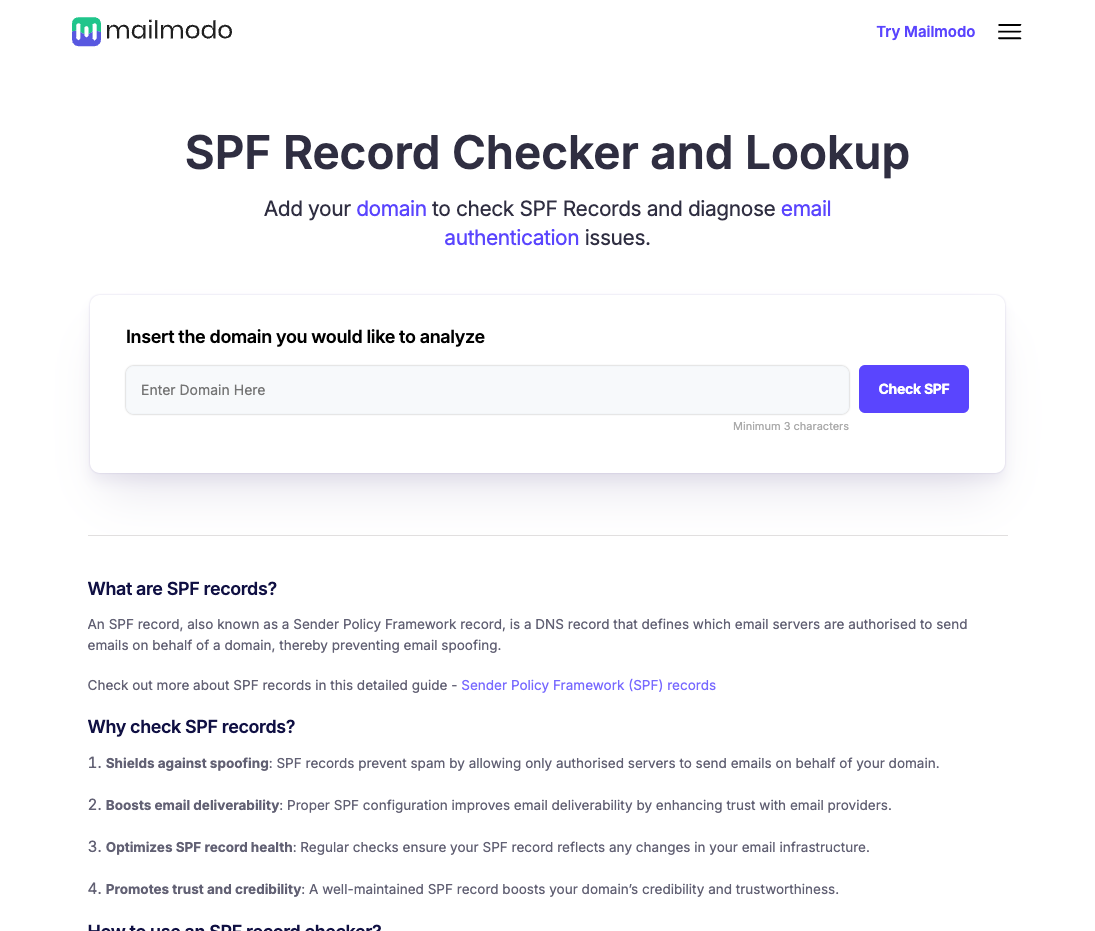 mailmodo
Try Mailmodo
SPF Record Checker and Lookup
Add your domain to check SPF Records and diagnose email
authentication issues.
Insert the domain you would like to analyze
Enter Domain Here
Check SPF
Minimum 3 characters
What are SPF records?
An SPF record, also known as a Sender Policy Framework record, is a DNS record that defines which email servers are authorised to send
emails on behalf of a domain, thereby preventing email spoofing.
Check out more about SPF records in this detailed guide - Sender Policy Framework (SPF) records
Why check SPF records?
1. Shields against spoofing: SPF records prevent spam by allowing only authorised servers to send emails on behalf of your domain.
2. Boosts email deliverability: Proper SPF configuration improves email deliverability by enhancing trust with email providers.
3. Optimizes SPF record health: Regular checks ensure your SPF record reflects any changes in your email infrastructure.
4. Promotes trust and credibility: A well-maintained SPF record boosts your domain’s credibility and trustworthiness.
How to use an SPF record checker?